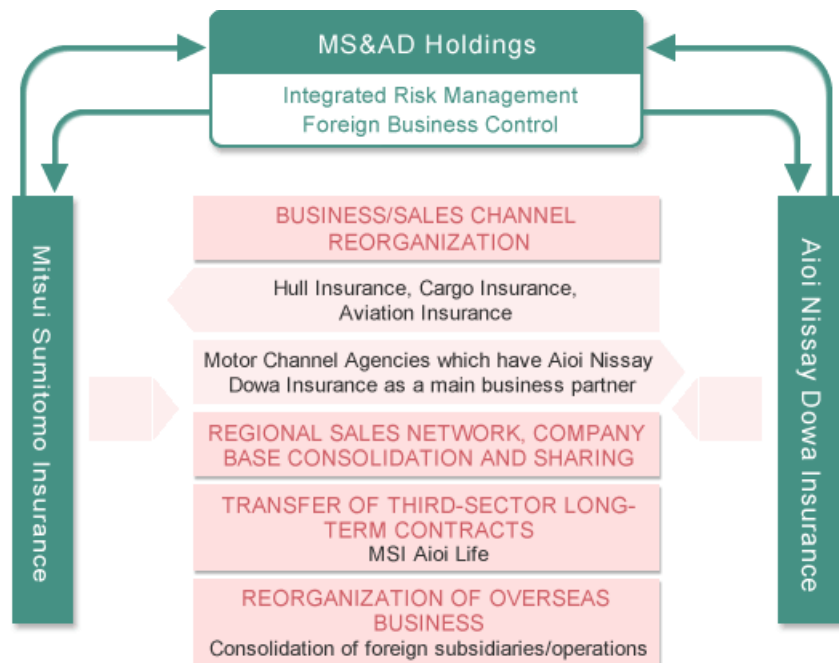 MS&AD Holdings
Integrated Risk Management
Foreign Business Control
Mitsui Sumitomo Insurance
BUSINESS/SALES CHANNEL
REORGANIZATION
Hull Insurance, Cargo Insurance,
Aviation Insurance
Motor Channel Agencies which have Aioi Nissay
Dowa Insurance as a main business partner
REGIONAL SALES NETWORK, COMPANY
BASE CONSOLIDATION AND SHARING
TRANSFER OF THIRD-SECTOR LONG-
TERM CONTRACTS
MSI Aioi Life
REORGANIZATION OF OVERSEAS
BUSINESS
Consolidation of foreign subsidiaries/operations
Aioi Nissay Dowa Insurance